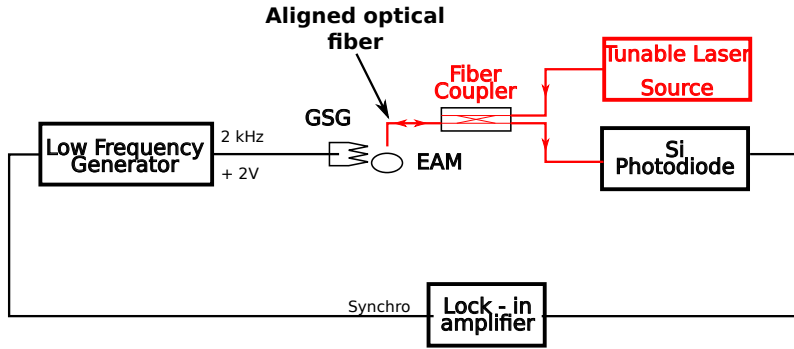 Aligned optical
fiber
Tunable Laser
Source
Fiber
Coupler
GSG
2 kHz
Low Frequency
Generator
+ 2V
EAM
Si
Photodiode
Synchro
Lock - in
amplifier